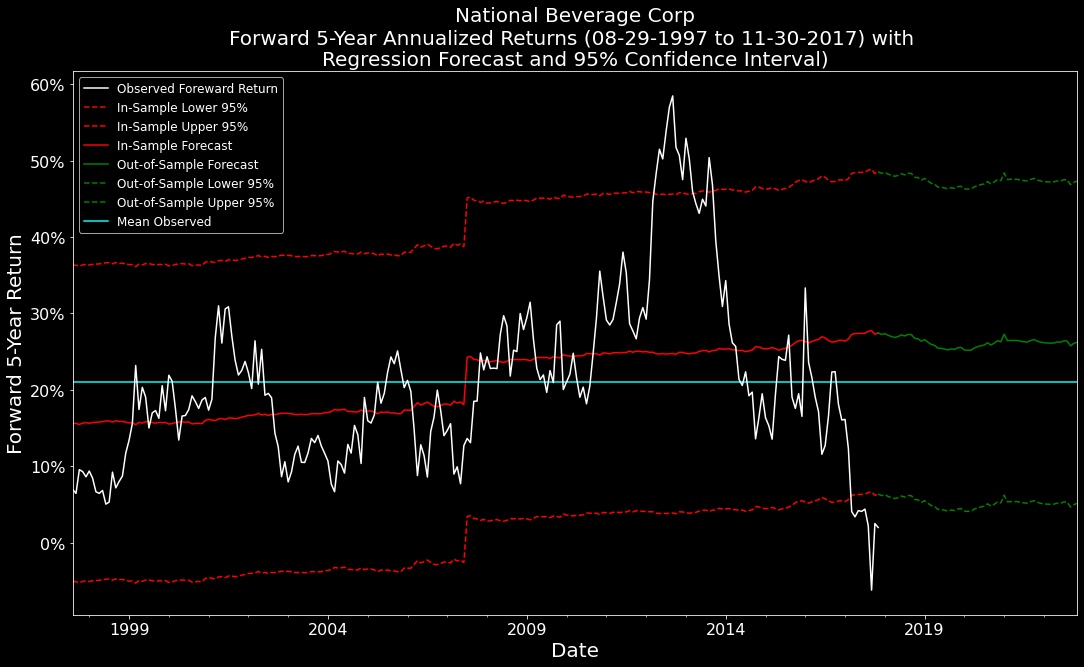 National Beverage Corp
Forward 5-Year Annualized Returns (08-29-1997 to 11-30-2017) with
Regression Forecast and 95% Confidence Interval)
Observed Foreward Return
In-Sample Lower 95%
In-Sample Upper 95%
In-Sample Forecast
Out-of-Sample Forecast
Out-of-Sample Lower 95%
Out-of-Sample Upper 95%
Mean Observed
Forward 5-Year Return
60%
50%
40%
30%
20%
10%
0%
1999 2004 2009 2014 2019
Date